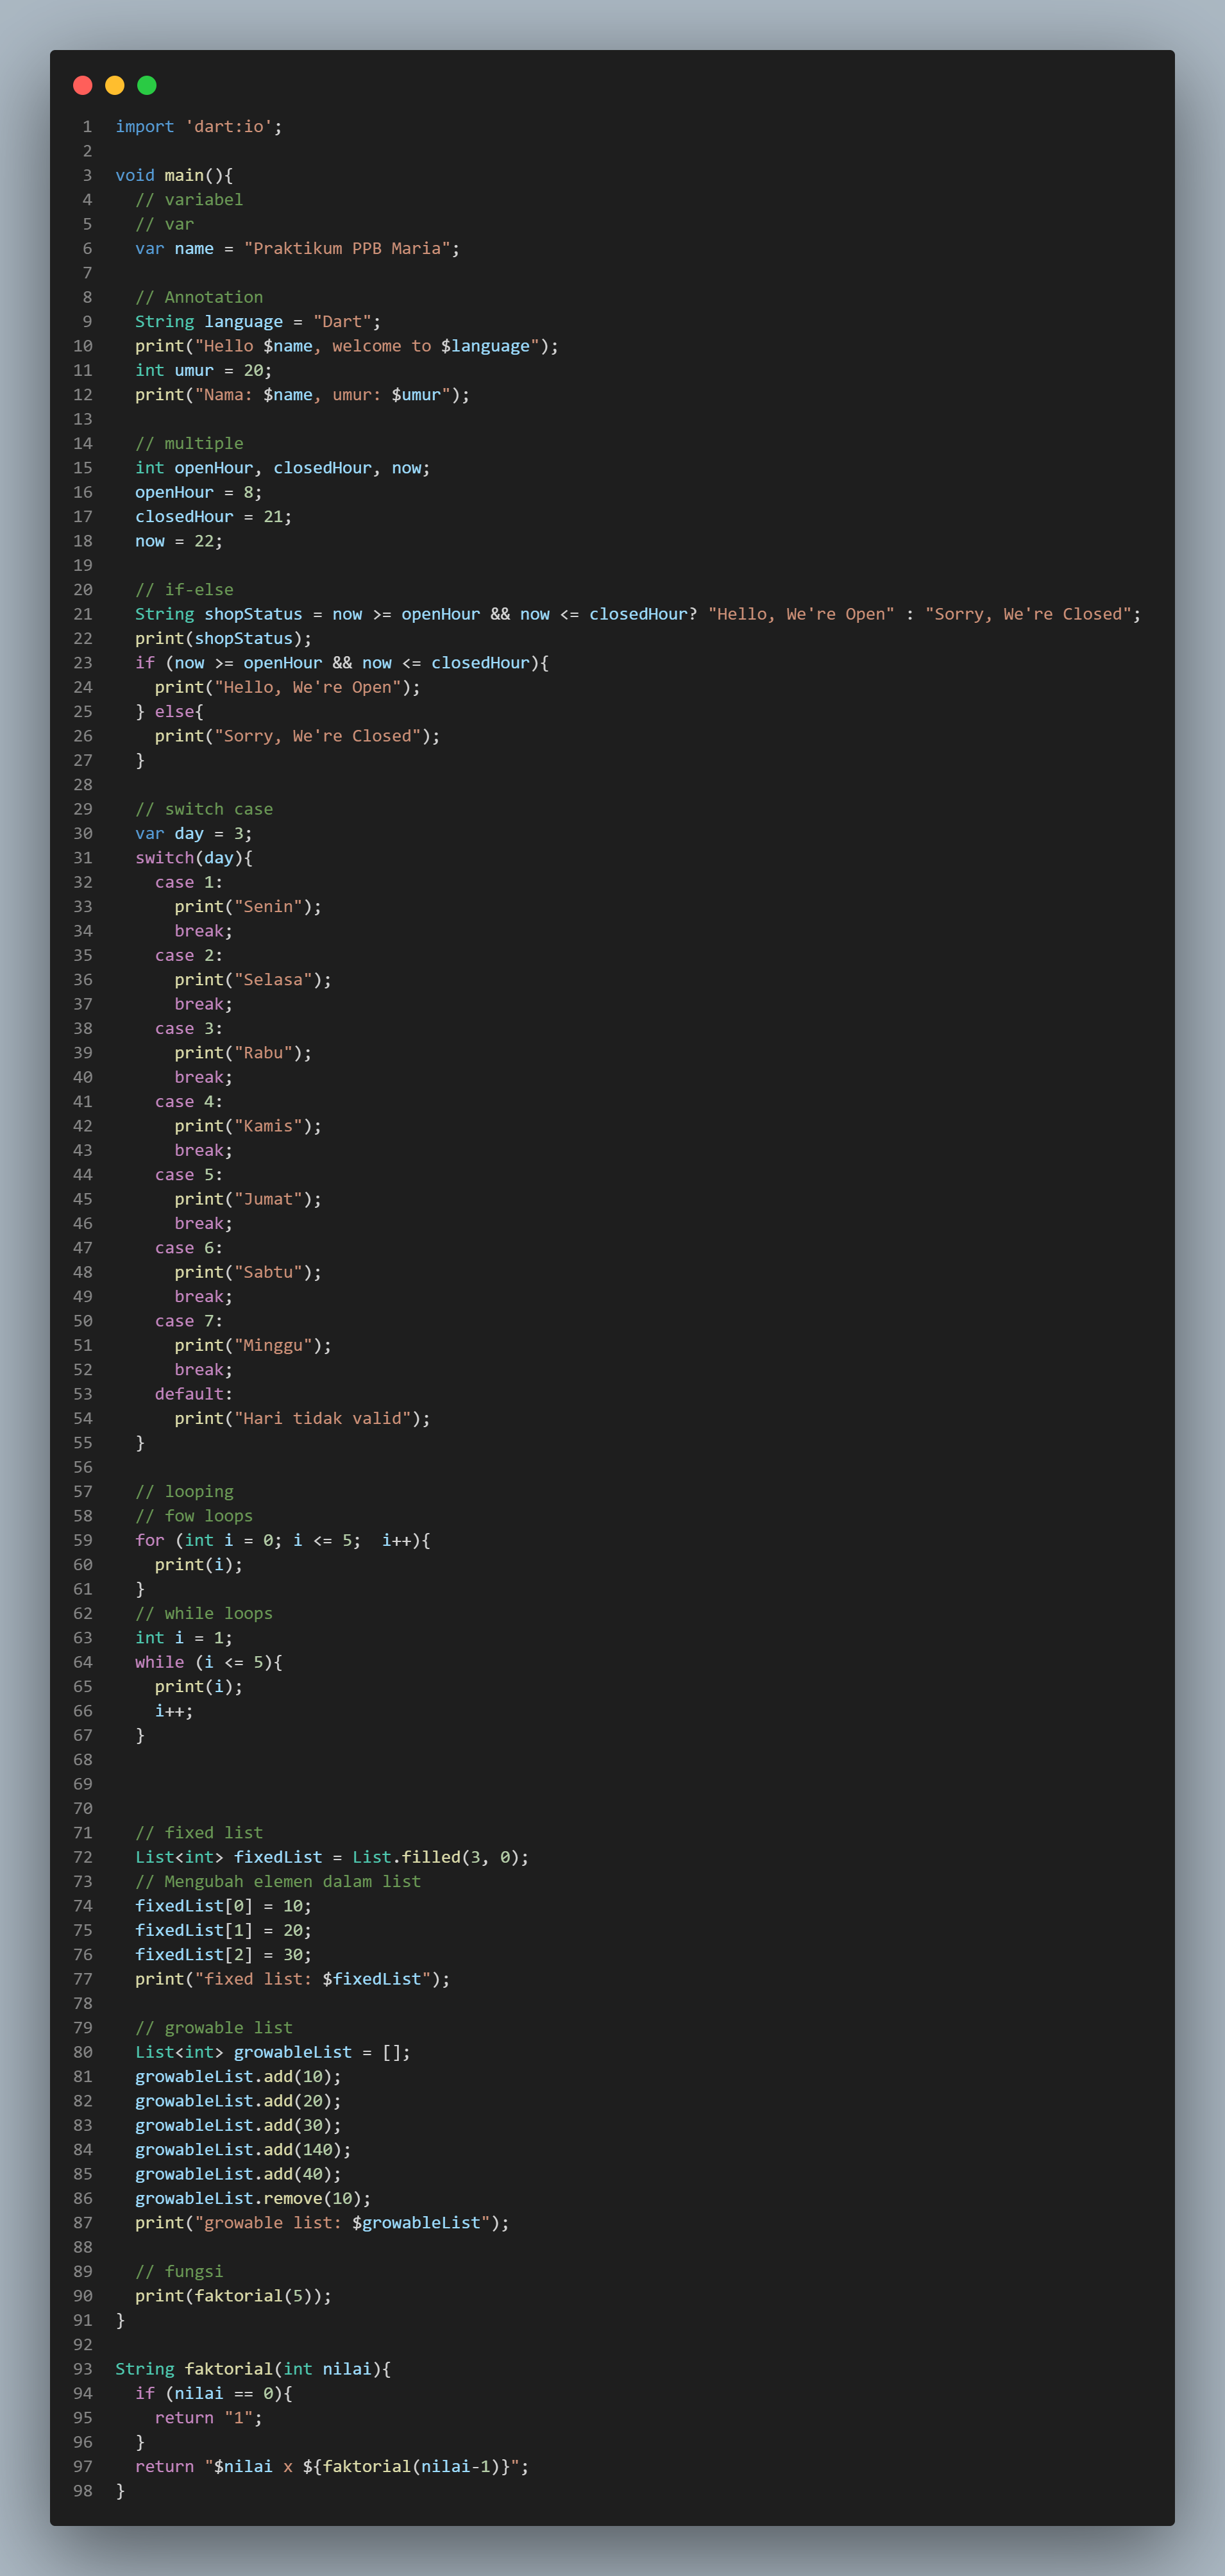 1 import 'dart:io';
2
3 void main(){
4   // variabel
5   // var
6   var name = "Praktikum PPB Maria";
7
8   // Annotation
9   String language = "Dart";
10   print("Hello $name, welcome to $language");
11   int umur = 20;
12   print("Nama: $name, umur: $umur");
13
14   // multiple
15   int openHour, closedHour, now;
16   openHour = 8;
17   closedHour = 21;
18   now = 22;
19
20   // if-else
21   String shopStatus = now >= openHour && now <= closedHour? "Hello, We're Open" : "Sorry, We're Closed";
22   print(shopStatus);
23   if (now >= openHour && now <= closedHour){
24     print("Hello, We're Open");
25   } else{
26     print("Sorry, We're Closed");
27   }
28
29   // switch case
30   var day = 3;
31   switch(day){
32     case 1:
33       print("Senin");
34       break;
35     case 2:
36       print("Selasa");
37       break;
38     case 3:
39       print("Rabu");
40       break;
41     case 4:
42       print("Kamis");
43       break;
44     case 5:
45       print("Jumat");
46       break;
47     case 6:
48       print("Sabtu");
49       break;
50     case 7:
51       print("Minggu");
52       break;
53     default:
54       print("Hari tidak valid");
55   }
56
57   // looping
58   // fow loops
59   for (int i = 0; i <= 5;  i++){
60     print(i);
61   }
62   // while loops
63   int i = 1;
64   while (i <= 5){
65     print(i);
66     i++;
67   }
68
69
70
71   // fixed list
72   List<int> fixedList = List.filled(3, 0);
73   // Mengubah elemen dalam list
74   fixedList[0] = 10;
75   fixedList[1] = 20;
76   fixedList[2] = 30;
77   print("fixed list: $fixedList");
78
79   // growable list
80   List<int> growableList = [];
81   growableList.add(10);
82   growableList.add(20);
83   growableList.add(30);
84   growableList.add(140);
85   growableList.add(40);
86   growableList.remove(10);
87   print("growable list: $growableList");
88
89   // fungsi
90   print(faktorial(5));
91 }
92
93 String faktorial(int nilai){
94   if (nilai == 0){
95     return "1";
96   }
97   return "$nilai x ${faktorial(nilai-1)}";
98 }